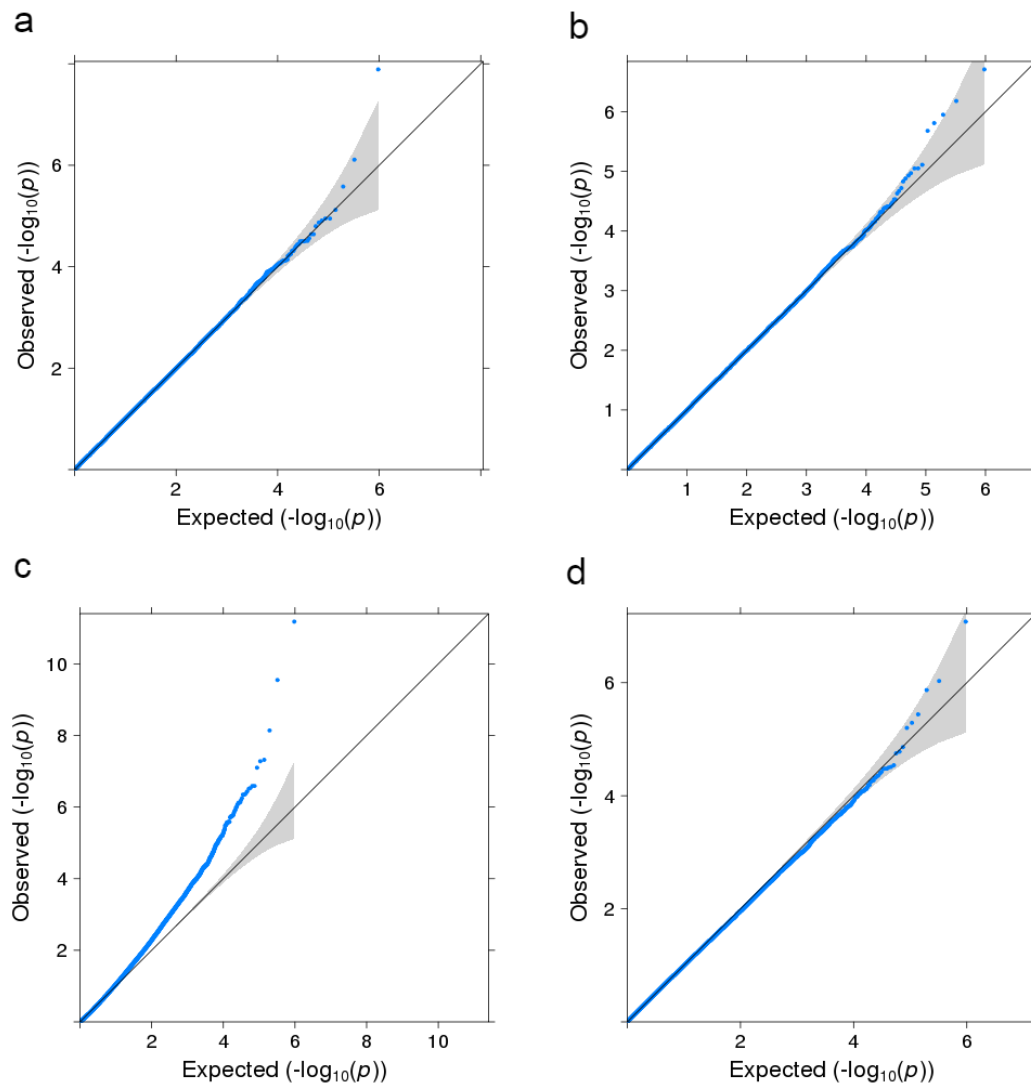 a
b
8
6
4
2
Observed (-log₁₀(p))
2 4 6
Expected (-log₁₀(p))
6
5
4
3
2
1
Observed (-log₁₀(p))
1 2 3 4 5 6
Expected (-log₁₀(p))
c
d
10
8
6
4
2
Observed (-log₁₀(p))
2 4 6 8 10
Expected (-log₁₀(p))
6
4
2
Observed (-log₁₀(p))
2 4 6
Expected (-log₁₀(p))